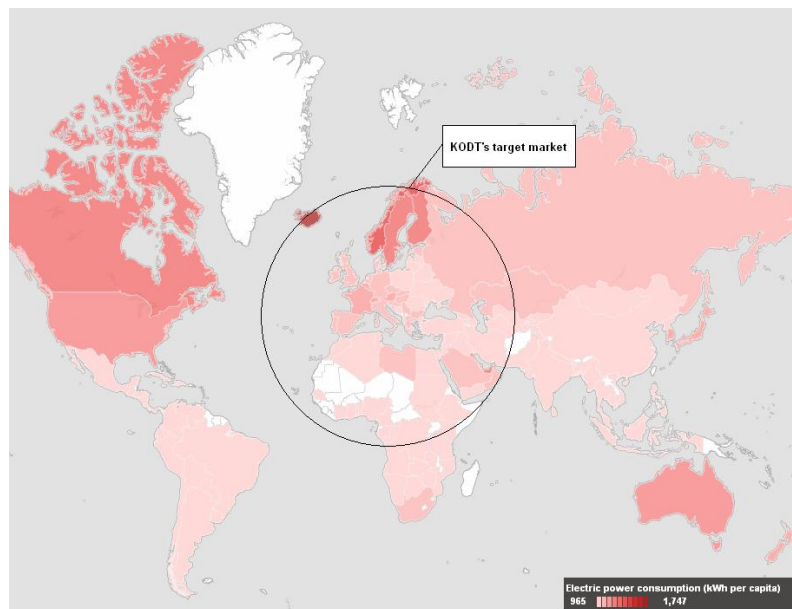 KODT's target market
Electric power consumption (kWh per capita)
965 1,747